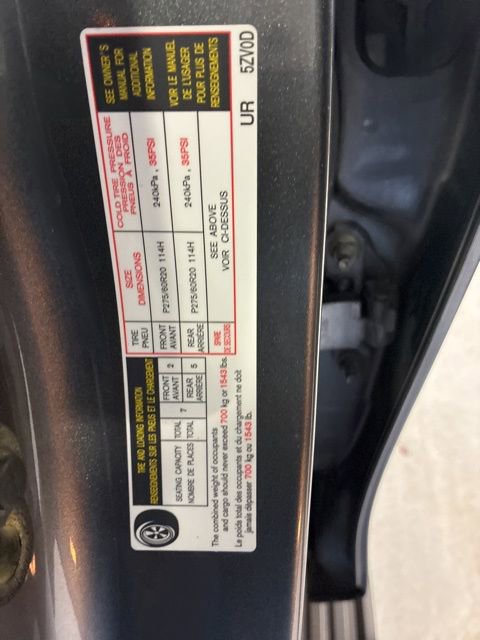 TIRE AND LOADING INFORMATION
RENSEIGNEMENTS SUR LES PNEUS ET LE CHARGEMENT
SEATING CAPACITY
NOMBRE DE PLACES
TOTAL
TOTAL
7
FRONT
AVANT
2
REAR
ARRIÈRE
5
The combined weight of occupants
and cargo should never exceed 700 kg or 1543 lbs.
Le poids total des occupants et du chargement ne doit
jamais dépasser 700 kg ou 1543 lb.
TIRE
PNEU
SIZE
DIMENSIONS
COLD TIRE PRESSURE
PRESSION DES
PNEUS À FROID
FRONT
AVANT
P275/60R20 114H
240kPa , 35PSI
REAR
ARRIÈRE
P275/60R20 114H
240kPa , 35PSI
SPARE
DE SECOURS
SEE ABOVE
VOIR CI-DESSUS
SEE OWNER'S
MANUAL FOR
ADDITIONAL
INFORMATION
VOIR LE MANUEL
DE L'USAGER
POUR PLUS DE
RENSEIGNEMENTS
UR 5ZV0D